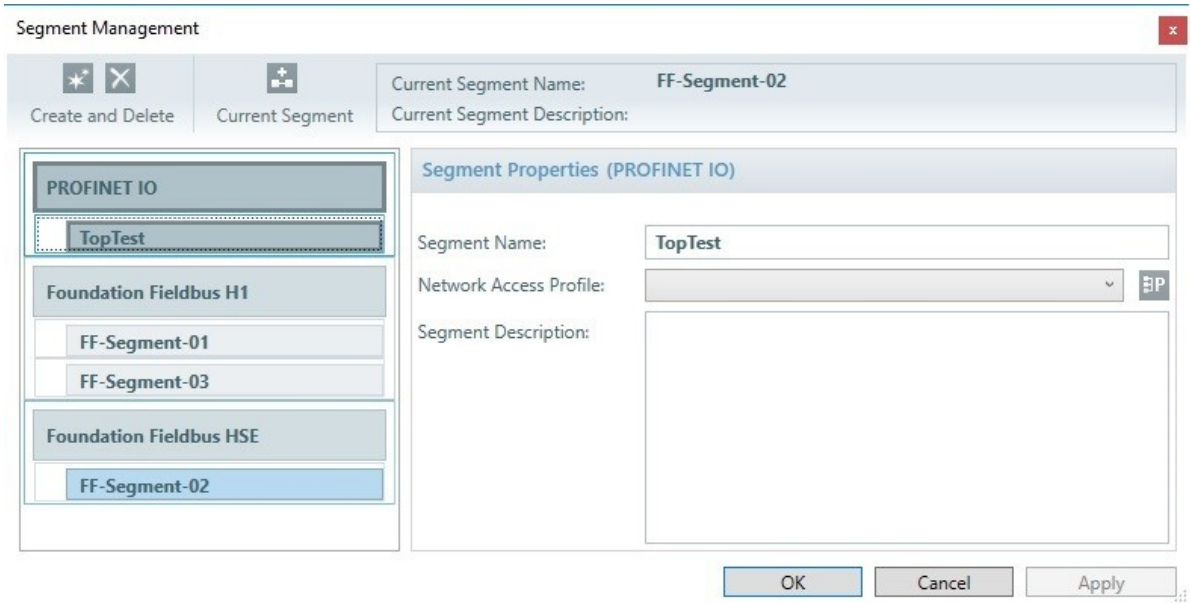 Segment Management
x
Create and Delete
Current Segment
Current Segment Name: FF-Segment-02
Current Segment Description:
PROFINET IO
TopTest
Foundation Fieldbus H1
FF-Segment-01
FF-Segment-03
Foundation Fieldbus HSE
FF-Segment-02
Segment Properties (PROFINET IO)
Segment Name: TopTest
Network Access Profile:
P
Segment Description:
OK
Cancel
Apply